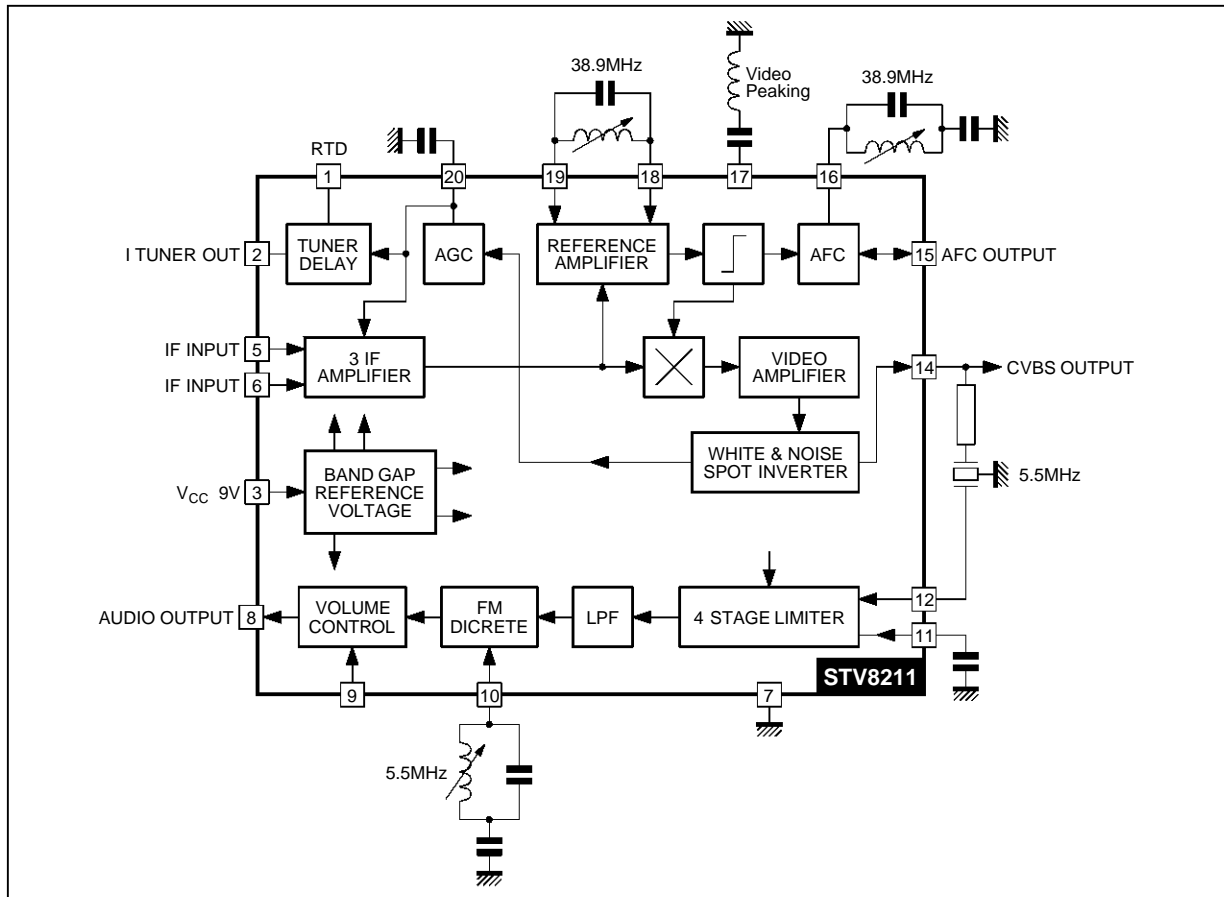 38.9MHz
Video
Peaking
38.9MHz
RTD
1
20
19
18
17
16
I TUNER OUT
2
TUNER
DELAY
AGC
REFERENCE
AMPLIFIER
AFC
15
AFC OUTPUT
IF INPUT
5
IF INPUT
6
3 IF
AMPLIFIER
VIDEO
AMPLIFIER
14
CVBS OUTPUT
WHITE & NOISE
SPOT INVERTER
5.5MHz
VCC 9V
3
BAND GAP
REFERENCE
VOLTAGE
AUDIO OUTPUT
8
VOLUME
CONTROL
FM
DICRETE
LPF
4 STAGE LIMITER
12
11
STV8211
9
10
7
5.5MHz